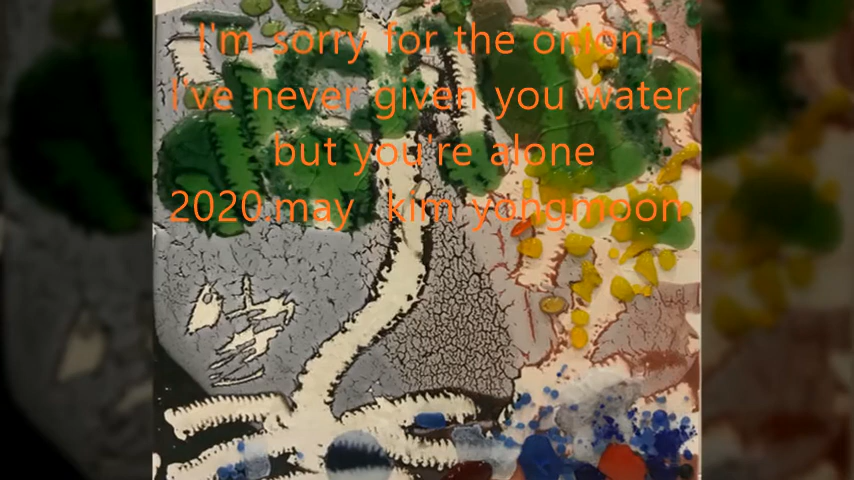 I'm sorry for the onion!
I've never given you water,
but you're alone
2020.may kim yongmoon